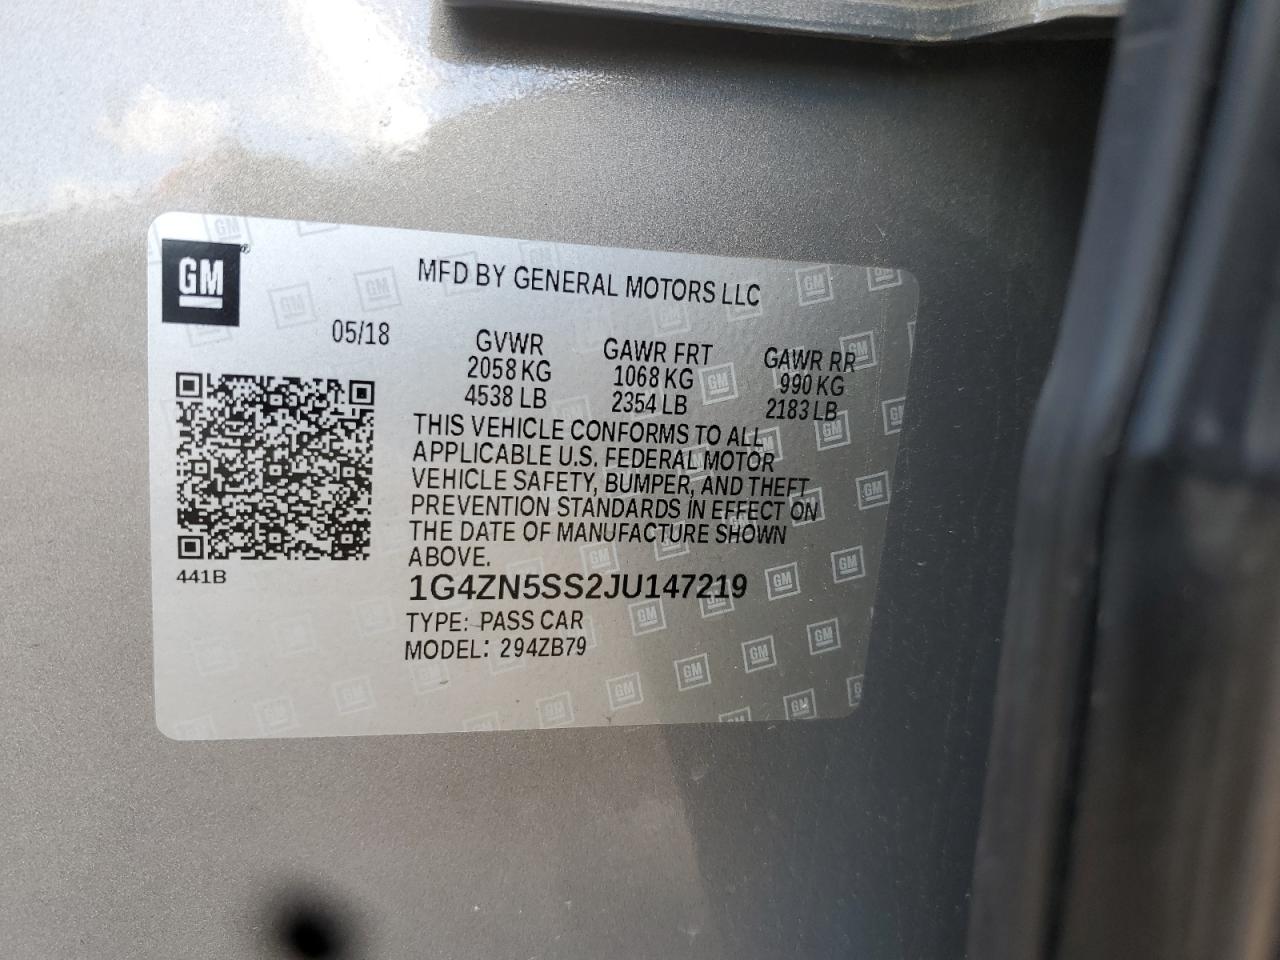 GM
MFD BY GENERAL MOTORS LLC
05/18
GVWR GAWR FRT GAWR RR
2058 KG 1068 KG 990 KG
4538 LB 2354 LB 2183 LB
THIS VEHICLE CONFORMS TO ALL
APPLICABLE U.S. FEDERAL MOTOR
VEHICLE SAFETY, BUMPER, AND THEFT
PREVENTION STANDARDS IN EFFECT ON
THE DATE OF MANUFACTURE SHOWN
ABOVE.
441B
1G4ZN5SS2JU147219
TYPE: PASS CAR
MODEL: 294ZB79